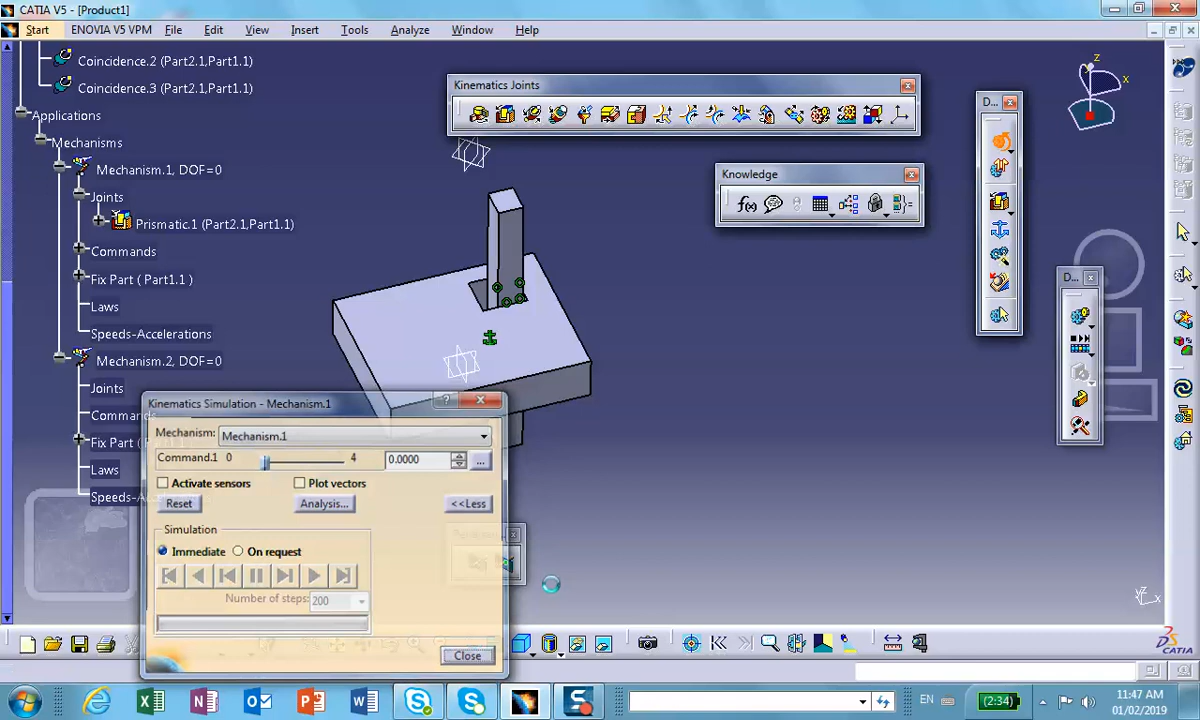 CATIA V5 - [Product1]
Start ENOVIA V5 VPM File Edit View Insert Tools Analyze Window Help
Coincidence.2 (Part2.1,Part1.1)
Coincidence.3 (Part2.1,Part1.1)
Applications
Mechanisms
Mechanism.1, DOF=0
Joints
Prismatic.1 (Part2.1,Part1.1)
Commands
Fix Part ( Part1.1 )
Laws
Speeds-Accelerations
Mechanism.2, DOF=0
Joints
Fix Part (
Laws
Kinematics Joints
Knowledge
f(x)
D...
D...
z
x
Kinematics Simulation - Mechanism.1
Mechanism: Mechanism.1
Command.1 0 4 0.0000 ...
Activate sensors Plot vectors
Reset Analysis... <<Less
Simulation
Immediate On request
Number of steps: 200
Close
CATIA
EN (2:34) 11:47 AM
01/02/2019